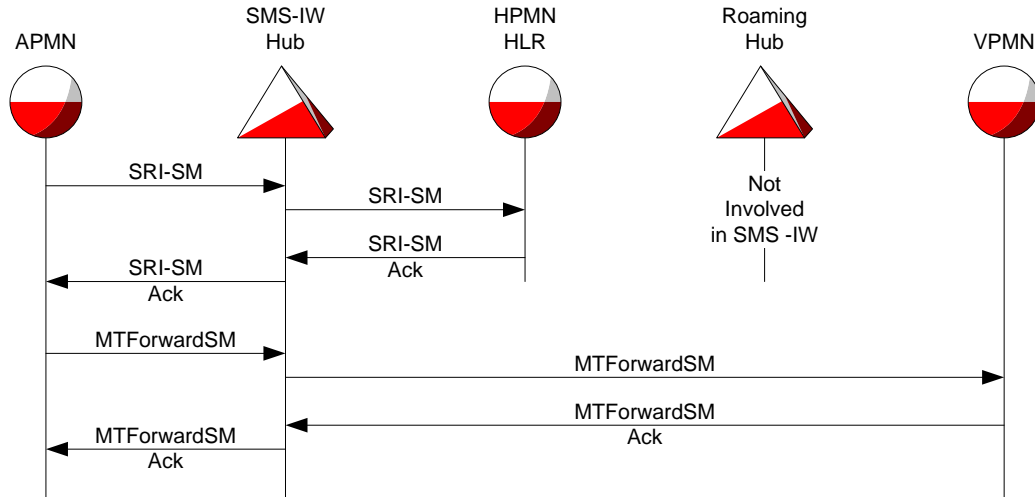 APMN
SMS-IW
Hub
HPMN
HLR
Roaming
Hub
VPMN
SRI-SM
SRI-SM
Not
Involved
in SMS -IW
SRI-SM
Ack
SRI-SM
Ack
MTForwardSM
MTForwardSM
MTForwardSM
Ack
MTForwardSM
Ack